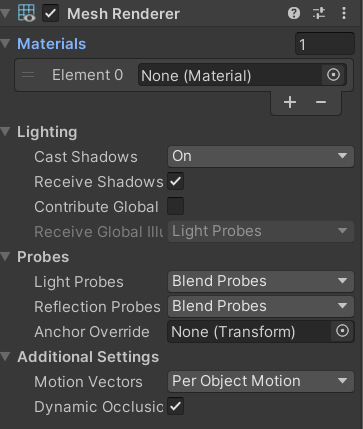 Mesh Renderer
Materials 1
Element 0 None (Material)
+ −
Lighting
Cast Shadows On
Receive Shadows
Contribute Global
Receive Global Illu Light Probes
Probes
Light Probes Blend Probes
Reflection Probes Blend Probes
Anchor Override None (Transform)
Additional Settings
Motion Vectors Per Object Motion
Dynamic Occlusic